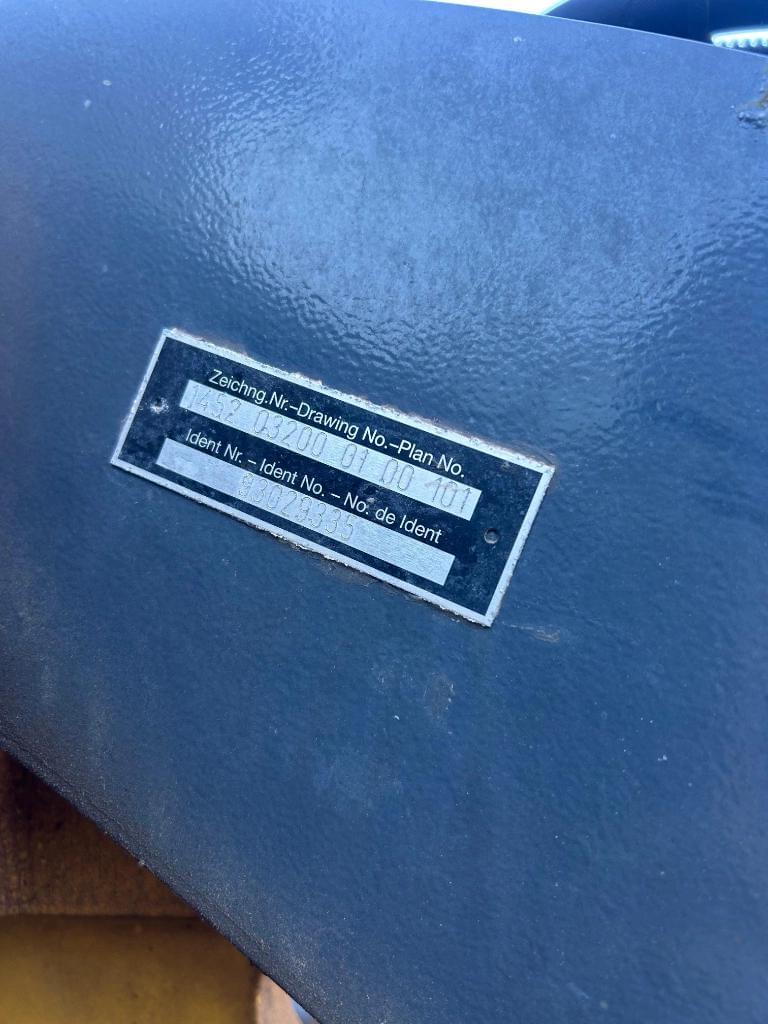 Zeichng.Nr.–Drawing No.–Plan No.
1452 03200 01 00 101
Ident Nr. – Ident No. – No. de Ident
93029335